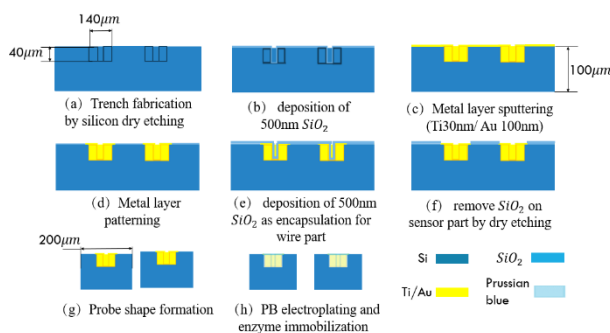 140μm
40μm
100μm
(a) Trench fabrication
by silicon dry etching
(b) deposition of
500nm SiO₂
(c) Metal layer sputtering
(Ti30nm/ Au 100nm)
(d) Metal layer
patterning
(e) deposition of 500nm
SiO₂ as encapsulation for
wire part
(f) remove SiO₂ on
sensor part by dry etching
200μm
(g) Probe shape formation
(h) PB electroplating and
enzyme immobilization
Si
SiO₂
Ti/Au
Prussian
blue